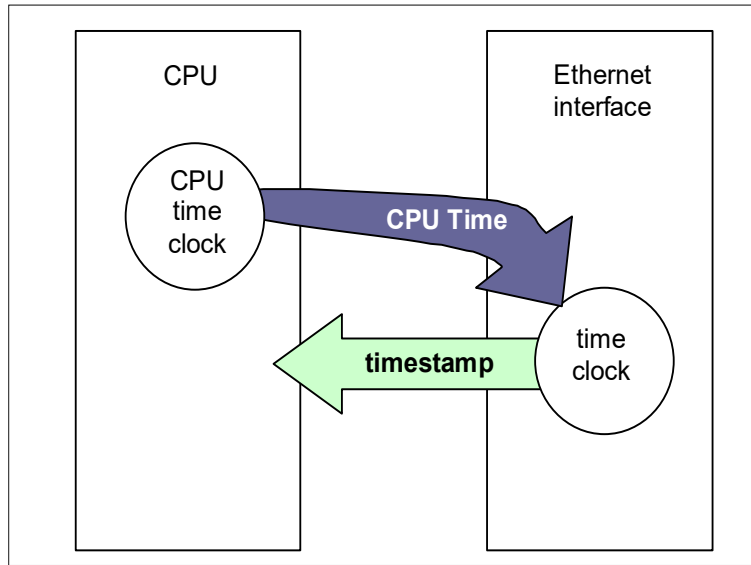 CPU
Ethernet
interface
CPU
time
clock
CPU Time
timestamp
time
clock